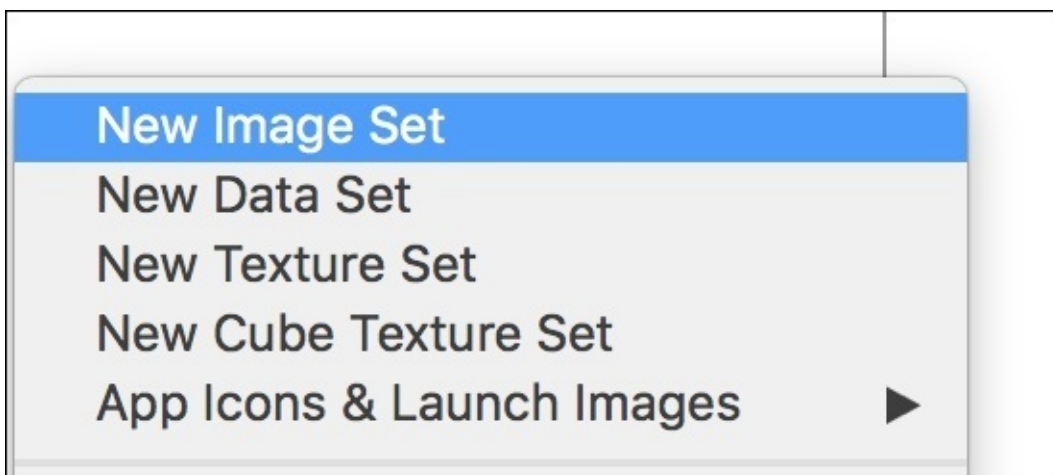 New Image Set
New Data Set
New Texture Set
New Cube Texture Set
App Icons & Launch Images